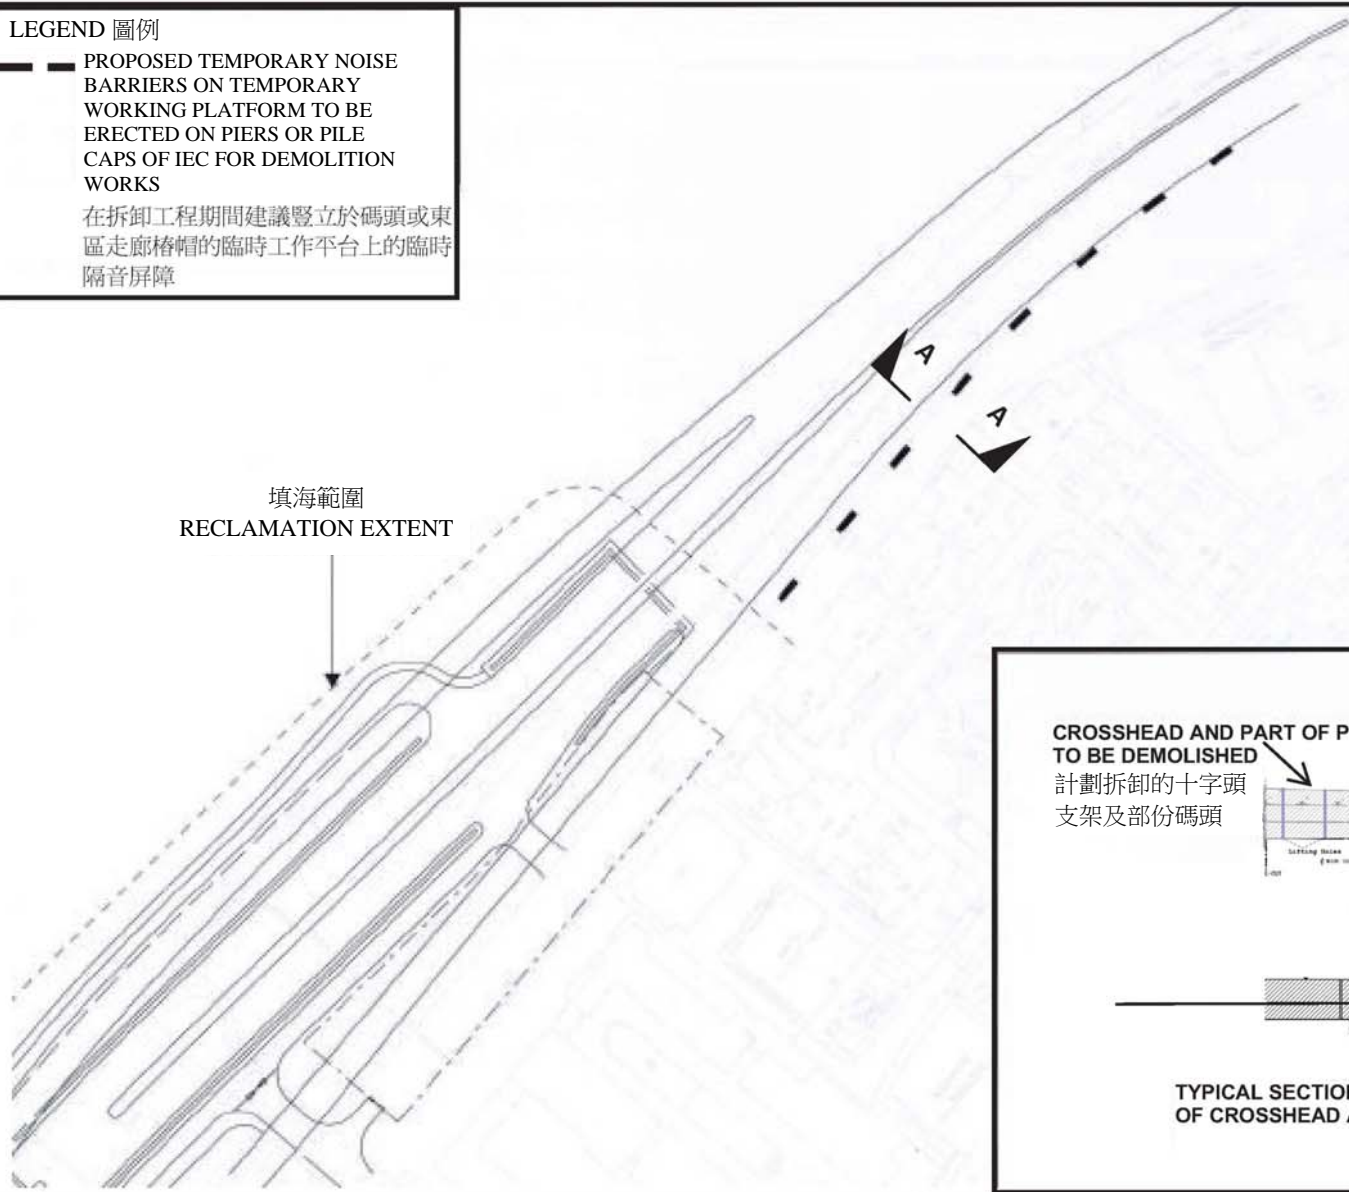 LEGEND 圖例
PROPOSED TEMPORARY NOISE
BARRIERS ON TEMPORARY
WORKING PLATFORM TO BE
ERECTED ON PIERS OR PILE
CAPS OF IEC FOR DEMOLITION
WORKS
在拆卸工程期間建議豎立於碼頭或東
區走廊樁帽的臨時工作平台上的臨時
隔音屏障
A
A
填海範圍
RECLAMATION EXTENT
CROSSHEAD AND PART OF P
TO BE DEMOLISHED
計劃拆卸的十字頭
支架及部份碼頭
Lifting Holes
TYPICAL SECTION
OF CROSSHEAD